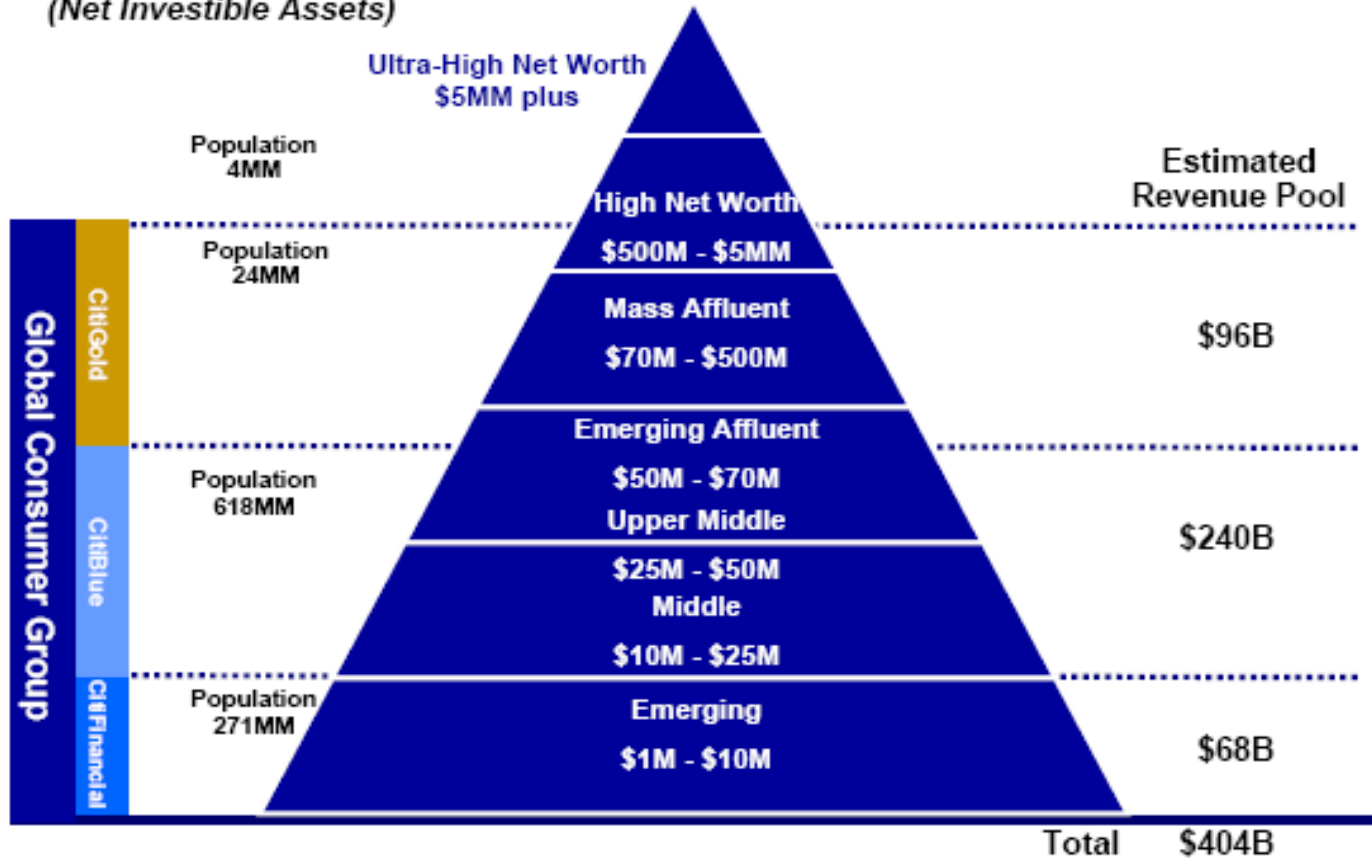 (Net Investible Assets)
Ultra-High Net Worth
$5MM plus
Population
4MM
Estimated
Revenue Pool
High Net Worth
$500M - $5MM
Population
24MM
Mass Affluent
$70M - $500M
$96B
Global Consumer Group
CitiGold
Emerging Affluent
$50M - $70M
Upper Middle
Population
618MM
$25M - $50M
Middle
$10M - $25M
$240B
CitiBlue
Population
271MM
Emerging
$1M - $10M
$68B
CitiFinancial
Total $404B